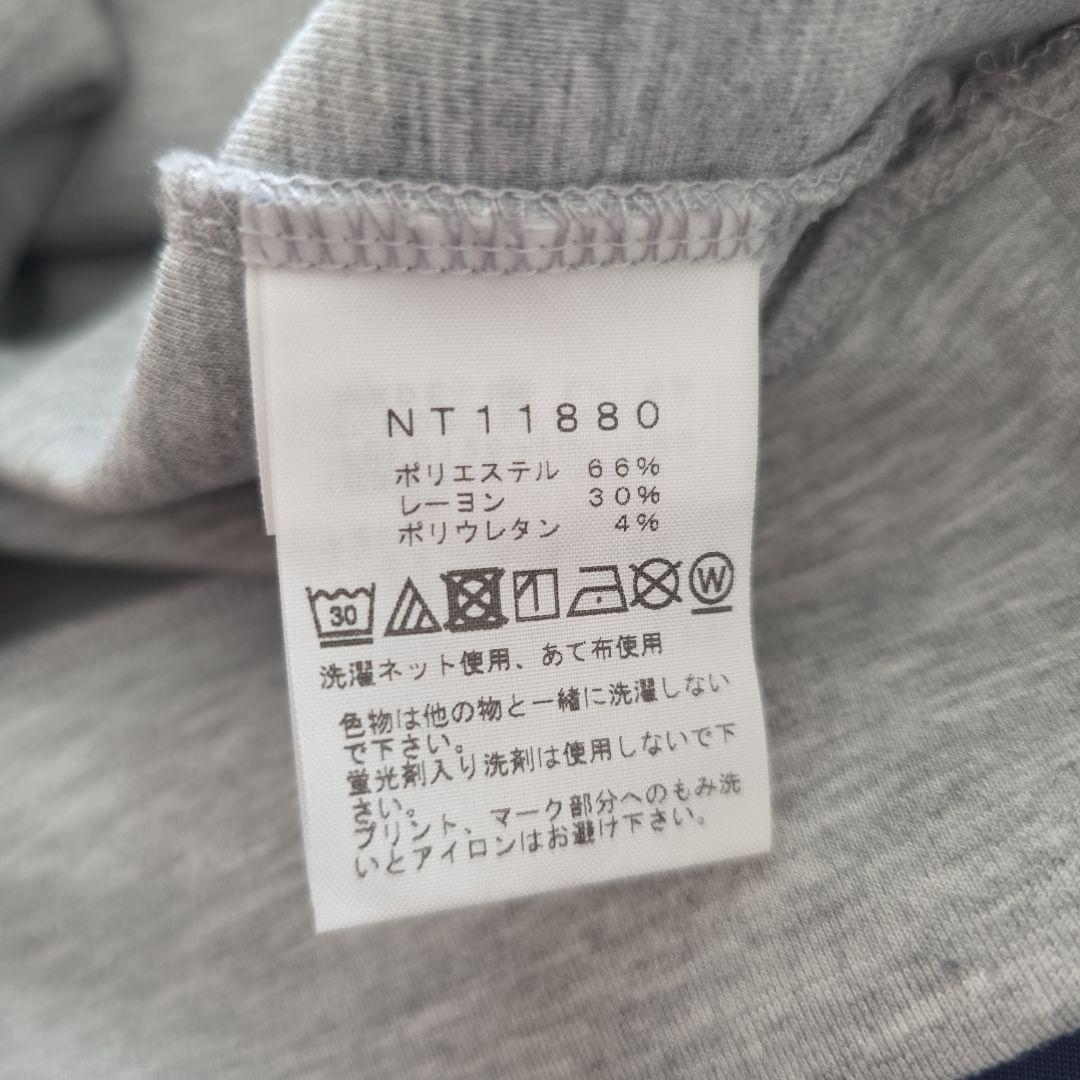 NT11880
ポリエステル 66%
レーヨン 30%
ポリウレタン 4%
30 W
洗濯ネット使用、あて布使用
色物は他の物と一緒に洗濯しない
で下さい。
蛍光剤入り洗剤は使用しないで下
さい。
プリント、マーク部分へのもみ洗
いとアイロンはお避け下さい。